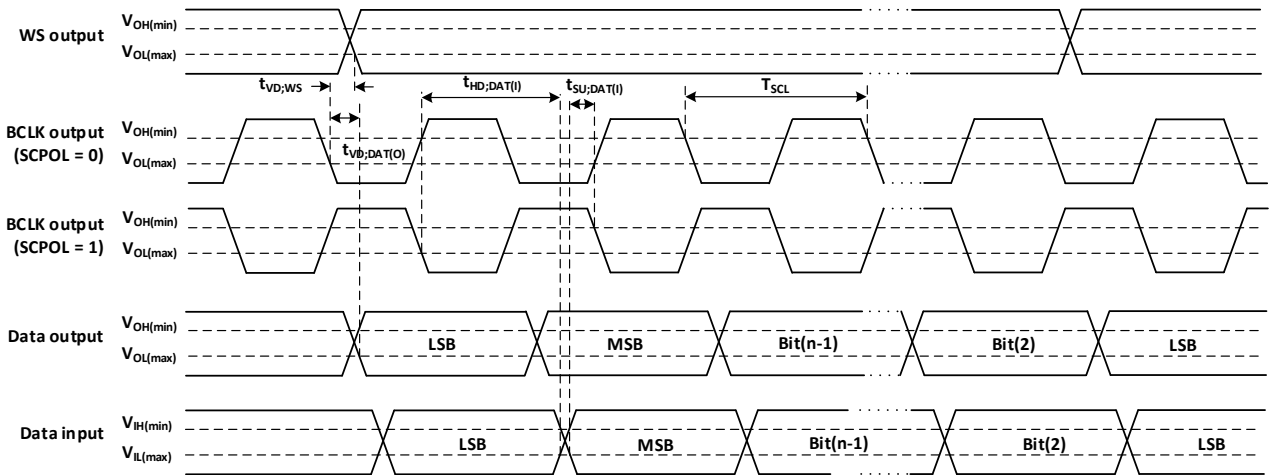 WS output
V_OH(min)
V_OL(max)
t_VD;WS
t_HD;DAT(I)
t_SU;DAT(I)
T_SCL
BCLK output
(SCPOL = 0)
V_OH(min)
V_OL(max)
t_VD;DAT(O)
BCLK output
(SCPOL = 1)
V_OH(min)
V_OL(max)
Data output
V_OH(min)
V_OL(max)
LSB
MSB
Bit(n-1)
Bit(2)
LSB
Data input
V_IH(min)
V_IL(max)
LSB
MSB
Bit(n-1)
Bit(2)
LSB